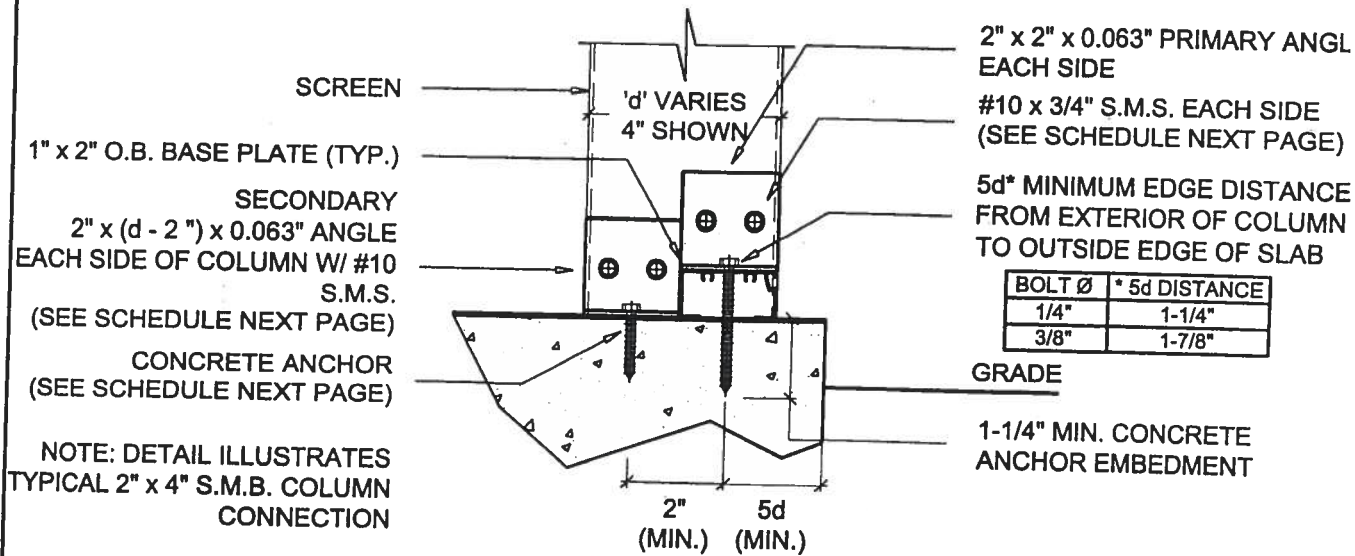 SCREEN
1" x 2" O.B. BASE PLATE (TYP.)
SECONDARY
2" x (d - 2 ") x 0.063" ANGLE
EACH SIDE OF COLUMN W/ #10
S.M.S.
(SEE SCHEDULE NEXT PAGE)
CONCRETE ANCHOR
(SEE SCHEDULE NEXT PAGE)
NOTE: DETAIL ILLUSTRATES
TYPICAL 2" x 4" S.M.B. COLUMN
CONNECTION
'd' VARIES
4" SHOWN
2"
(MIN.)
5d
(MIN.)
2" x 2" x 0.063" PRIMARY ANGL
EACH SIDE
#10 x 3/4" S.M.S. EACH SIDE
(SEE SCHEDULE NEXT PAGE)
5d* MINIMUM EDGE DISTANCE
FROM EXTERIOR OF COLUMN
TO OUTSIDE EDGE OF SLAB
BOLT Ø * 5d DISTANCE
1/4" 1-1/4"
3/8" 1-7/8"
GRADE
1-1/4" MIN. CONCRETE
ANCHOR EMBEDMENT